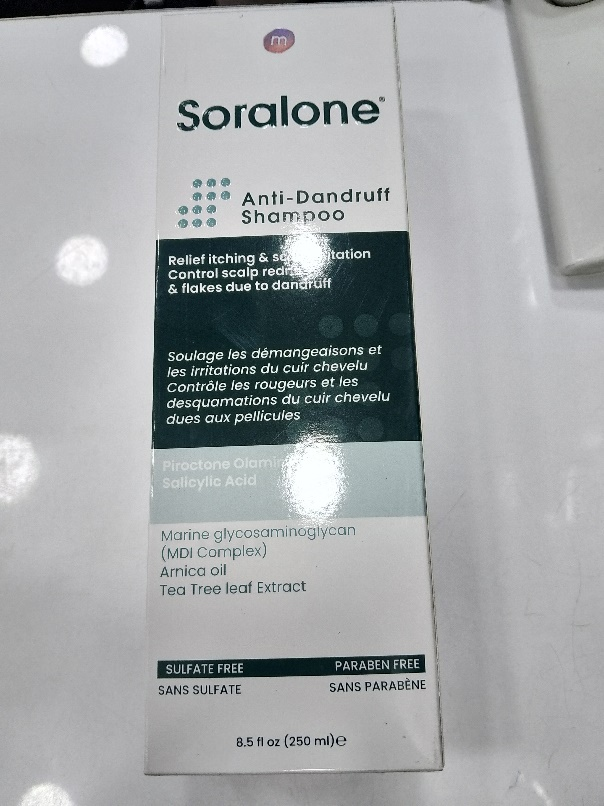 m
Soralone®
Anti-Dandruff
Shampoo
Relief itching &
Control scalp
& flakes due to dandruff
Soulage les démangeaisons et
les irritations du cuir chevelu
Contrôle les rougeurs et les
desquamations du cuir chevelu
dues aux pellicules
Piroctone
Salicylic Acid
Marine glycosaminoglycan
(MDI Complex)
Arnica oil
Tea Tree leaf Extract
SULFATE FREE PARABEN FREE
SANS SULFATE SANS PARABÈNE
8.5 fl oz (250 ml) e